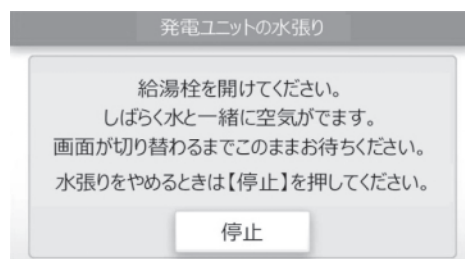 発電ユニットの水張り
給湯栓を開けてください。
しばらく水と一緒に空気がでます。
画面が切り替わるまでこのままお待ちください。
水張りをやめるときは【停止】を押してください。
停止